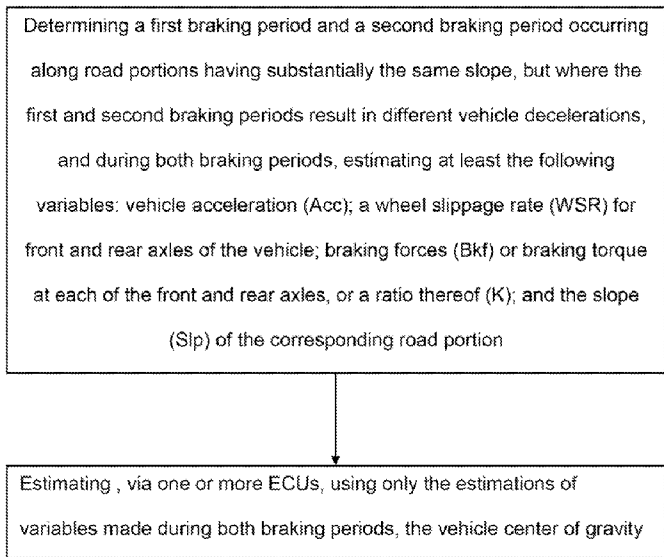 Determining a first braking period and a second braking period occurring
along road portions having substantially the same slope, but where the
first and second braking periods result in different vehicle decelerations,
and during both braking periods, estimating at least the following
variables: vehicle acceleration (Acc); a wheel slippage rate (WSR) for
front and rear axles of the vehicle; braking forces (Bkf) or braking torque
at each of the front and rear axles, or a ratio thereof (K); and the slope
(Slp) of the corresponding road portion
Estimating , via one or more ECUs, using only the estimations of
variables made during both braking periods, the vehicle center of gravity